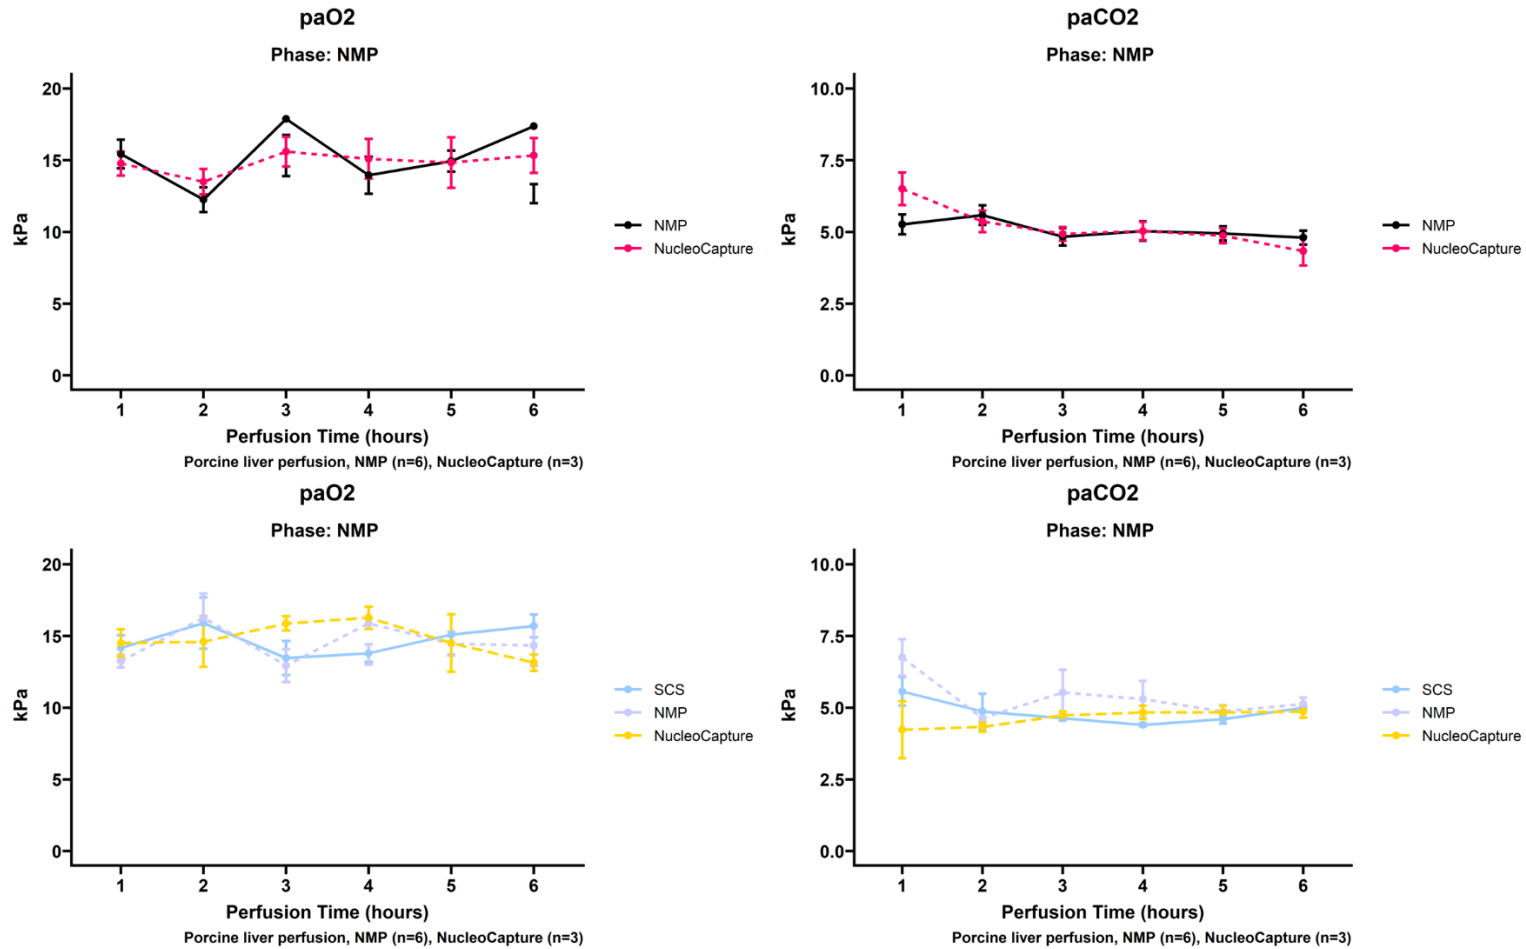 paO2
Phase: NMP
20
15
10
5
0
kPa
1 2 3 4 5 6
Perfusion Time (hours)
Porcine liver perfusion, NMP (n=6), NucleoCapture (n=3)
NMP
NucleoCapture
paCO2
Phase: NMP
10.0
7.5
5.0
2.5
0.0
kPa
1 2 3 4 5 6
Perfusion Time (hours)
Porcine liver perfusion, NMP (n=6), NucleoCapture (n=3)
NMP
NucleoCapture
paO2
Phase: NMP
20
15
10
5
0
kPa
1 2 3 4 5 6
Perfusion Time (hours)
Porcine liver perfusion, NMP (n=6), NucleoCapture (n=3)
SCS
NMP
NucleoCapture
paCO2
Phase: NMP
10.0
7.5
5.0
2.5
0.0
kPa
1 2 3 4 5 6
Perfusion Time (hours)
Porcine liver perfusion, NMP (n=6), NucleoCapture (n=3)
SCS
NMP
NucleoCapture